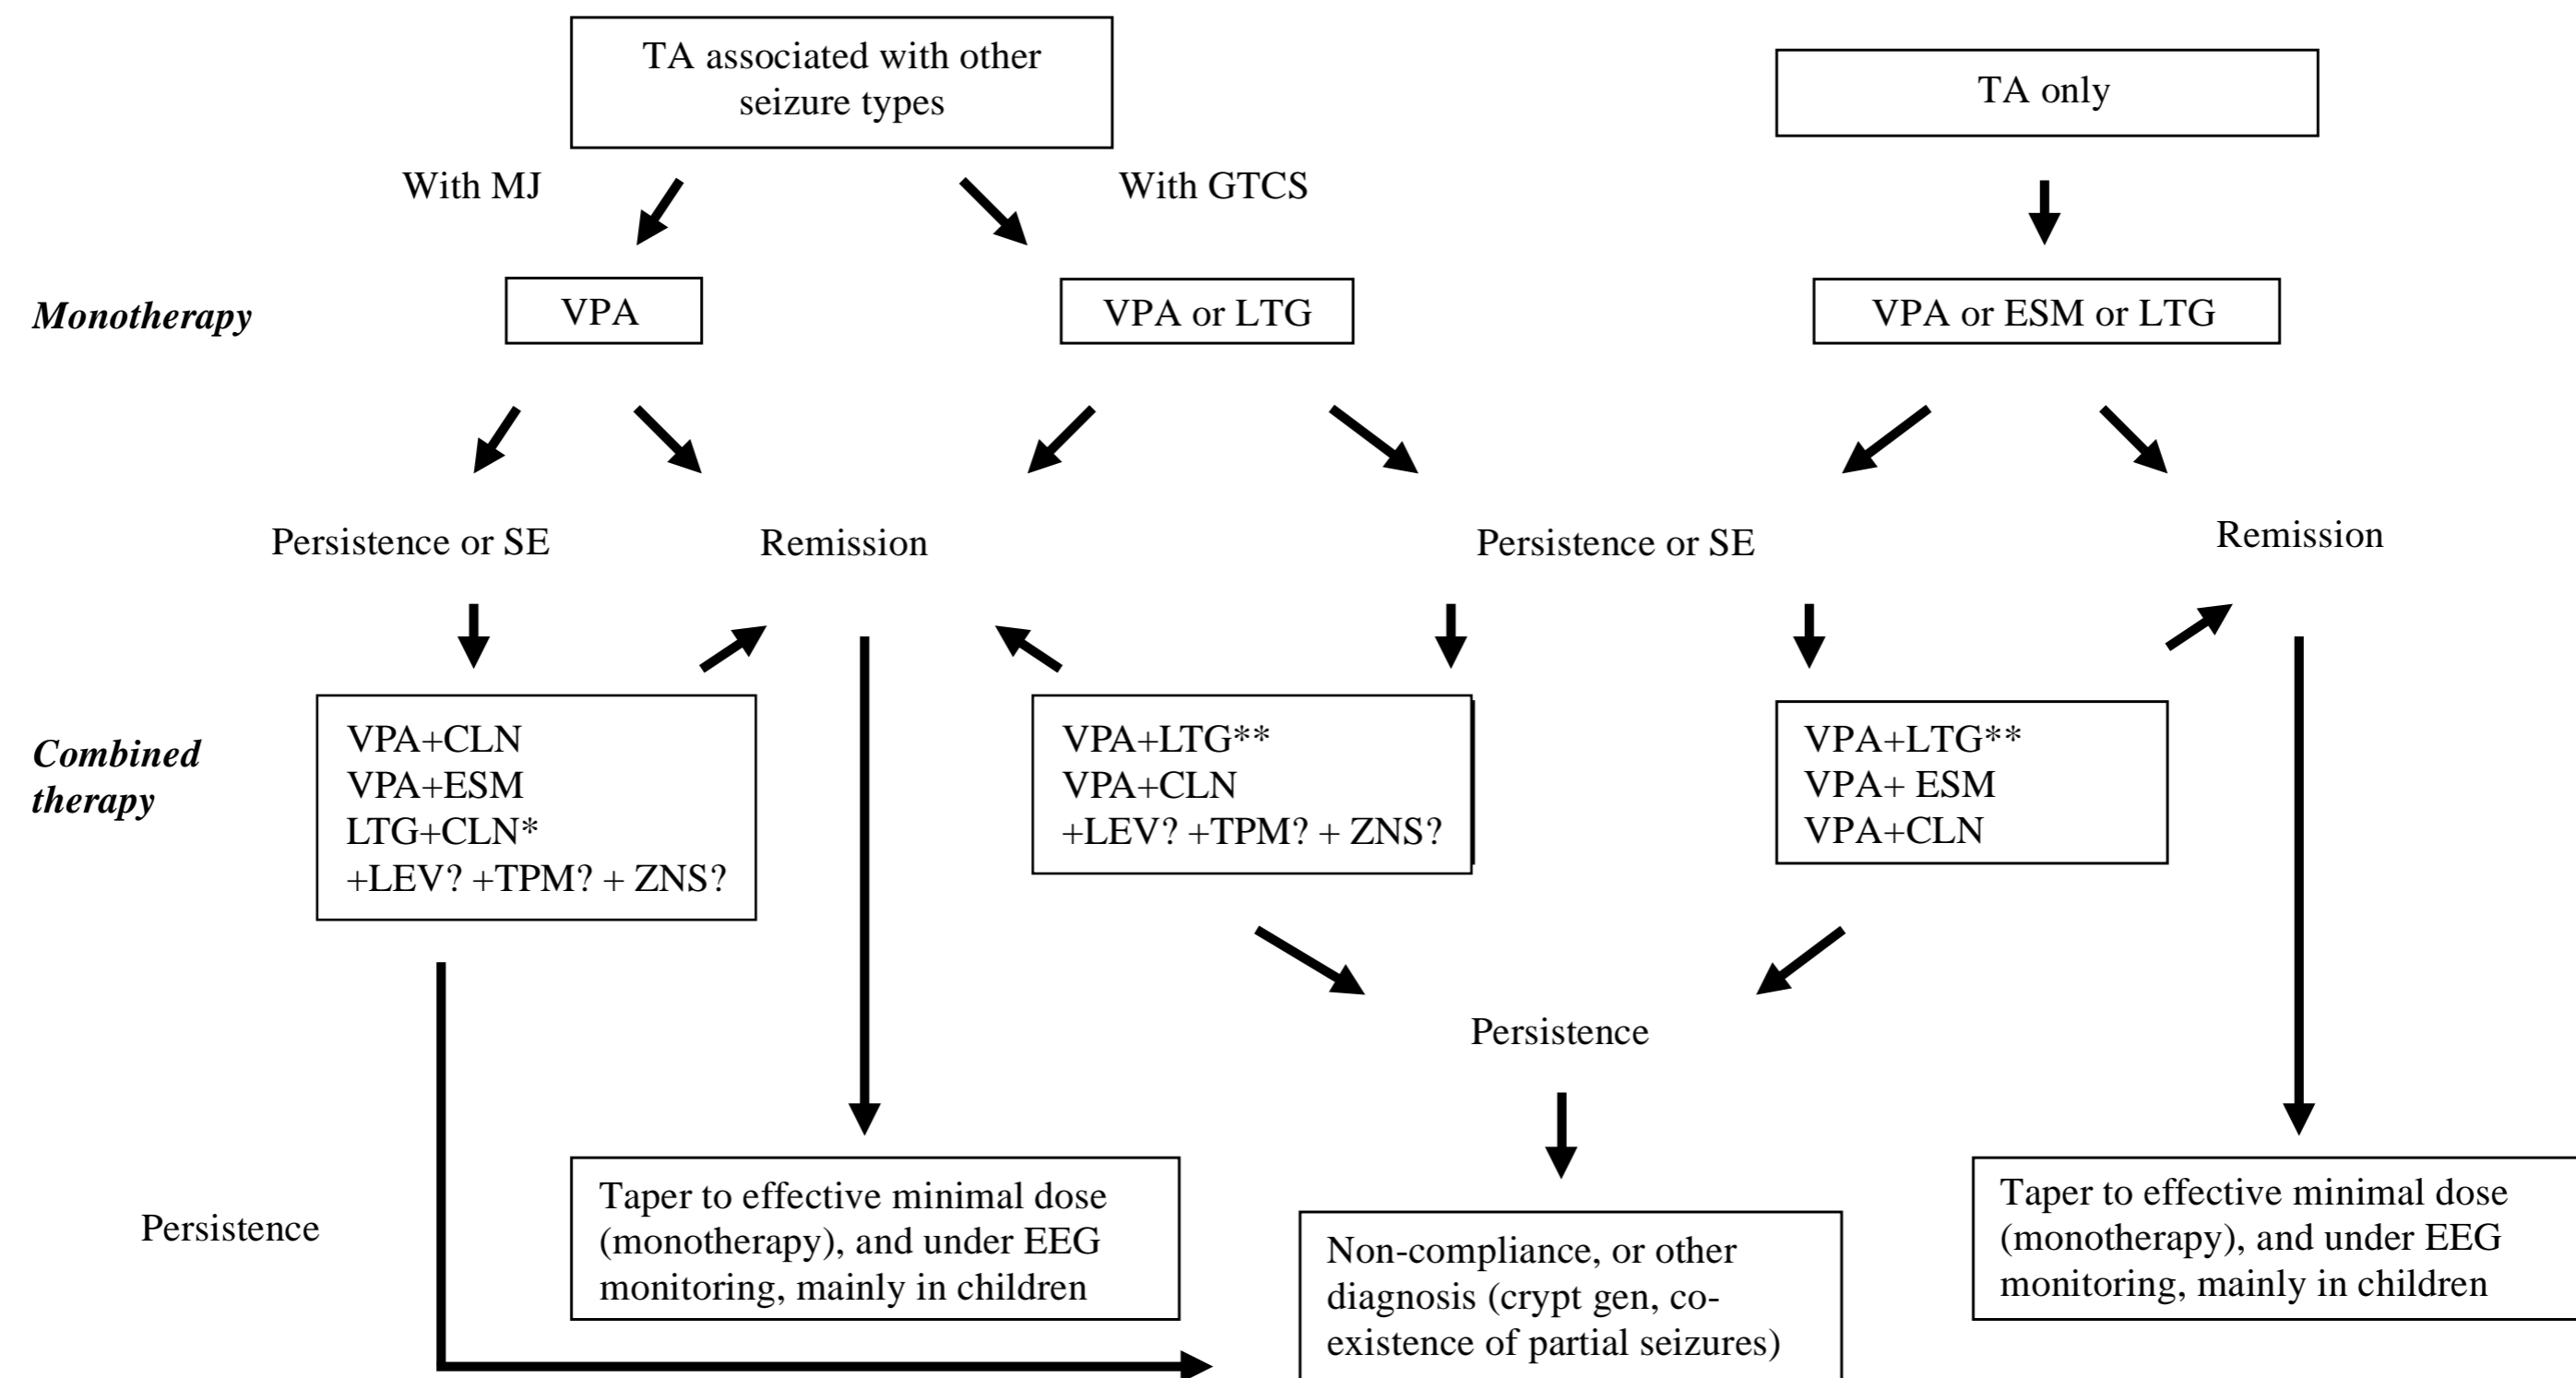 TA associated with other
seizure types
TA only
With MJ
With GTCS
Monotherapy
VPA
VPA or LTG
VPA or ESM or LTG
Persistence or SE
Remission
Persistence or SE
Remission
Combined
therapy
VPA+CLN
VPA+ESM
LTG+CLN*
+LEV? +TPM? + ZNS?
VPA+LTG**
VPA+CLN
+LEV? +TPM? + ZNS?
VPA+LTG**
VPA+ ESM
VPA+CLN
Persistence
Persistence
Taper to effective minimal dose
(monotherapy), and under EEG
monitoring, mainly in children
Non-compliance, or other
diagnosis (crypt gen, co-
existence of partial seizures)
Taper to effective minimal dose
(monotherapy), and under EEG
monitoring, mainly in children